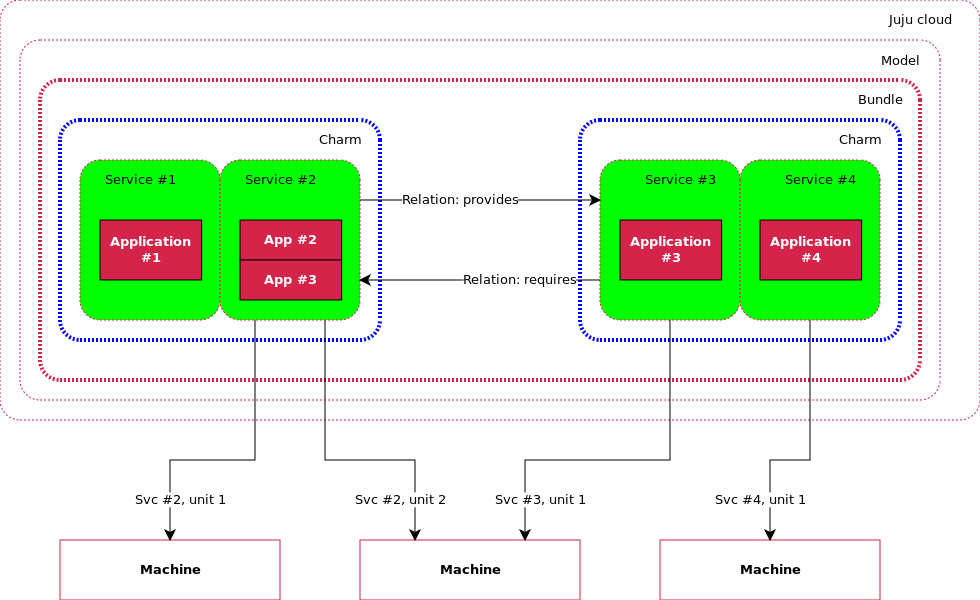 Juju cloud
Model
Bundle
Charm
Charm
Service #1
Service #2
Service #3
Service #4
Relation: provides
Application
#1
App #2
App #3
Application
#3
Application
#4
Relation: requires
Svc #2, unit 1
Svc #2, unit 2
Svc #3, unit 1
Svc #4, unit 1
Machine
Machine
Machine